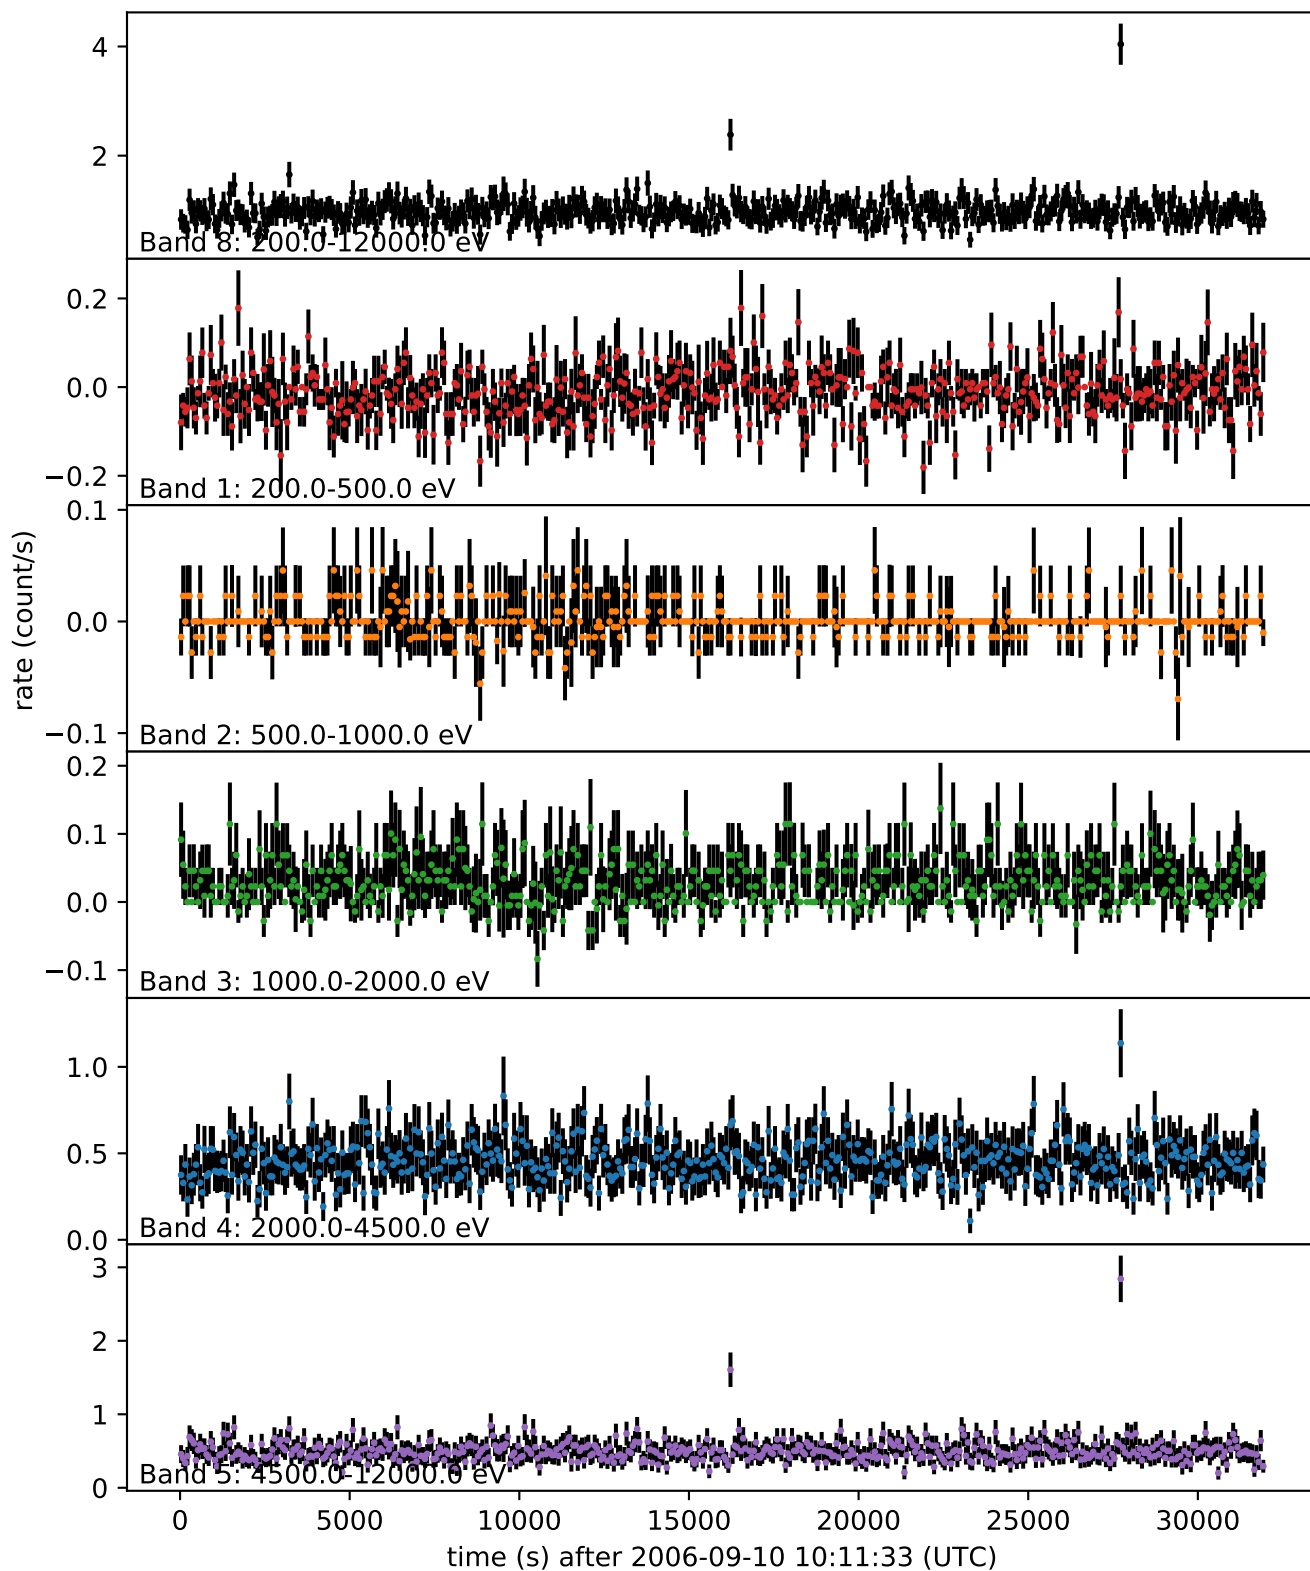 4
2
Band 8: 200.0-12000.0 eV
0.2
0.0
−0.2
Band 1: 200.0-500.0 eV
0.1
0.0
−0.1
Band 2: 500.0-1000.0 eV
rate (count/s)
0.2
0.1
0.0
−0.1
Band 3: 1000.0-2000.0 eV
1.0
0.5
0.0
Band 4: 2000.0-4500.0 eV
3
2
1
0
Band 5: 4500.0-12000.0 eV
0 5000 10000 15000 20000 25000 30000
time (s) after 2006-09-10 10:11:33 (UTC)